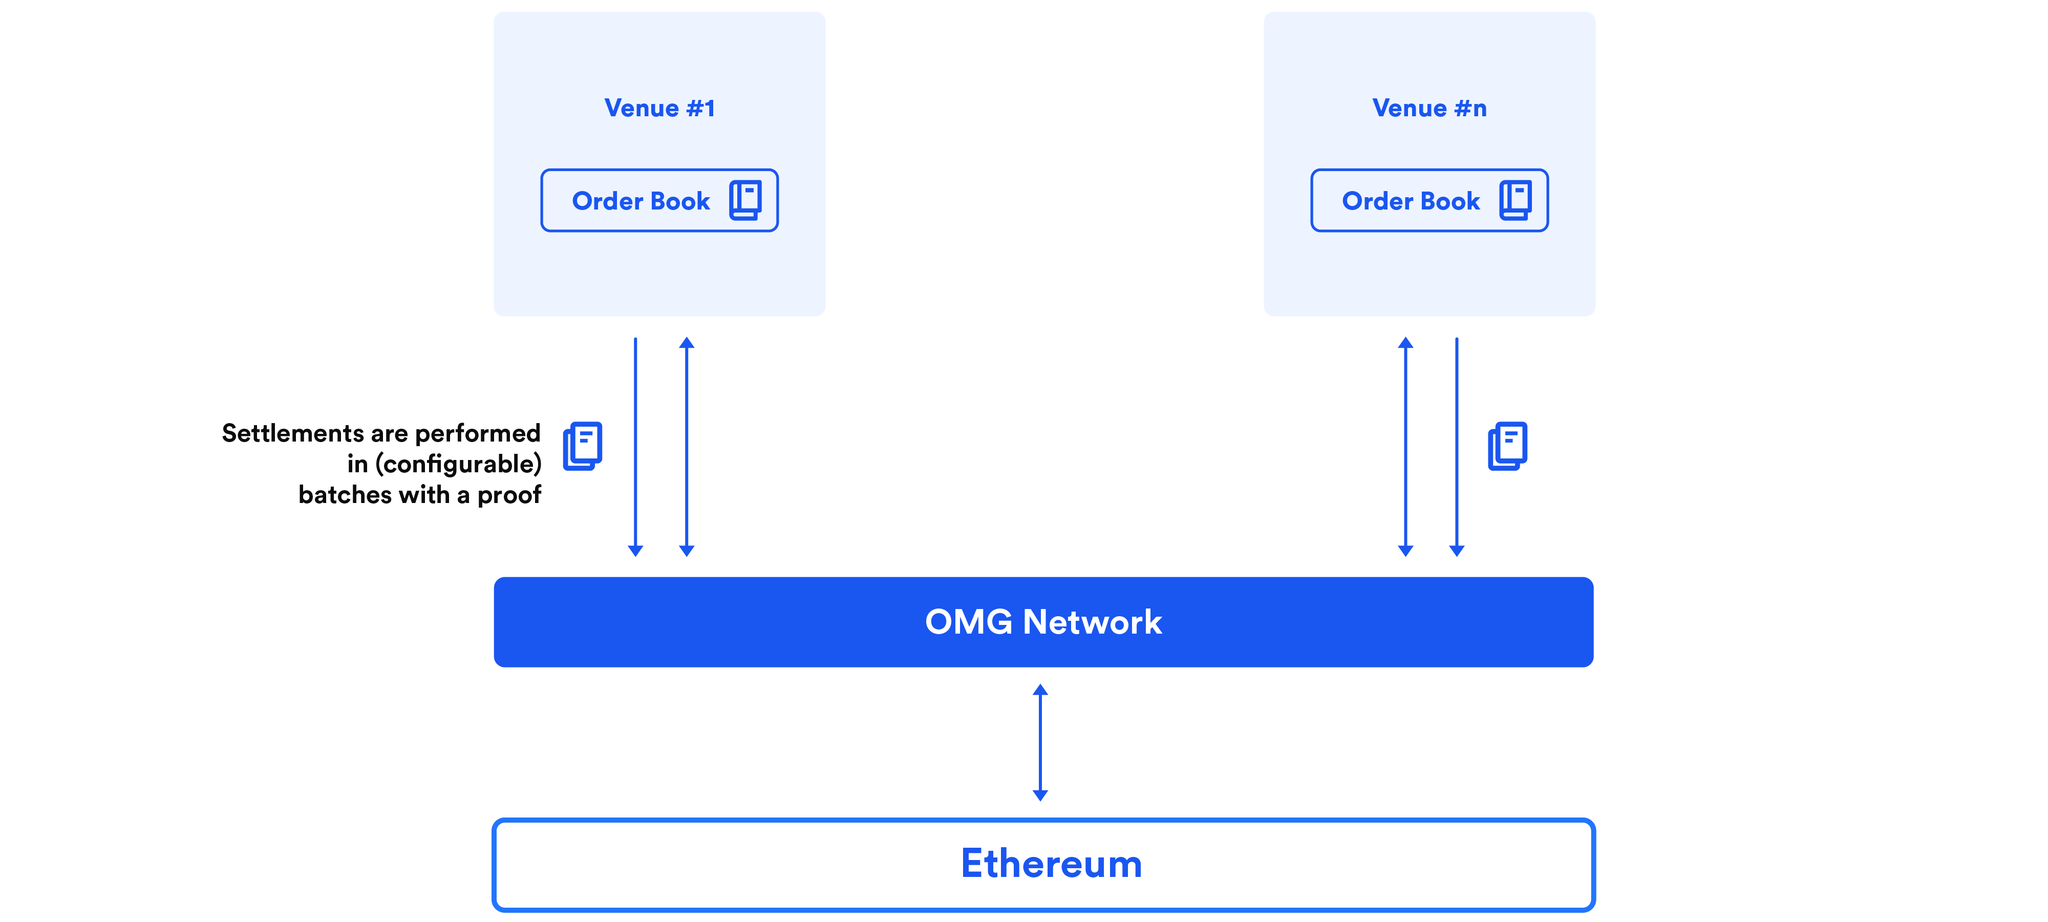 Venue #1
Venue #n
Order Book
Order Book
Settlements are performed
in (configurable)
batches with a proof
OMG Network
Ethereum